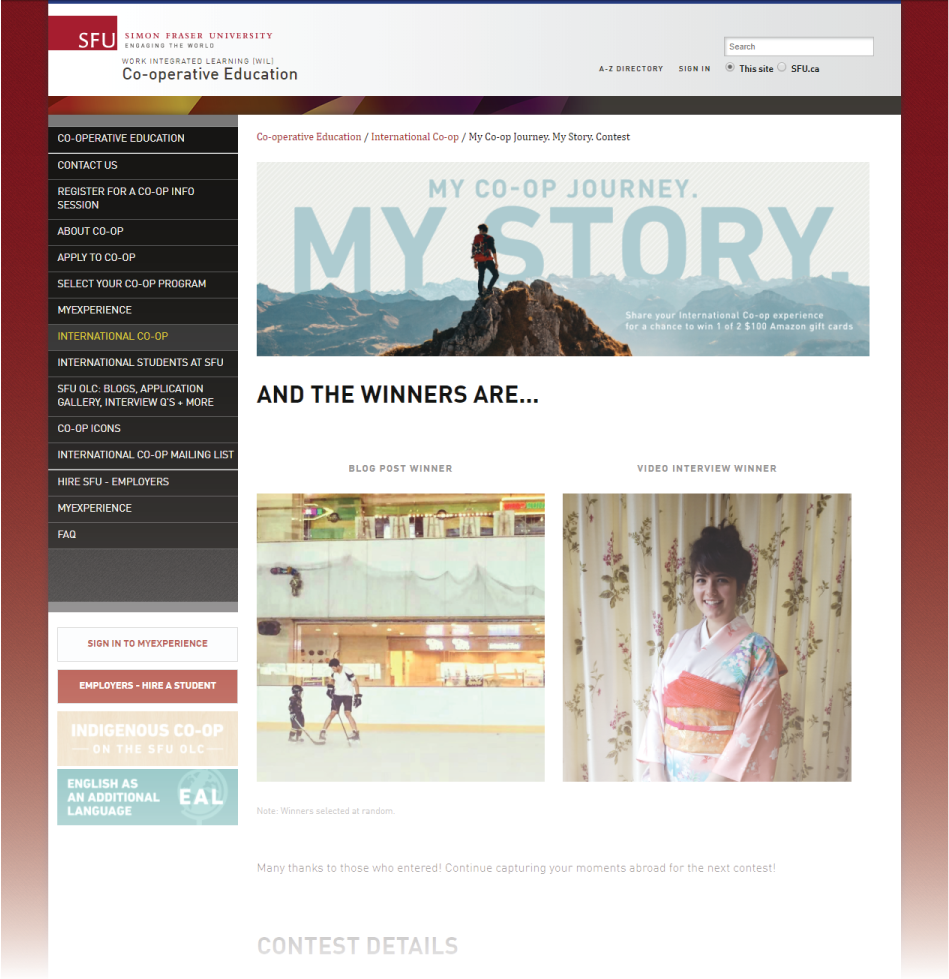 SFU
SIMON FRASER UNIVERSITY
ENGAGING THE WORLD
WORK INTEGRATED LEARNING [WIL]
Co-operative Education
Search
A-Z DIRECTORY SIGN IN This site SFU.ca
CO-OPERATIVE EDUCATION
CONTACT US
REGISTER FOR A CO-OP INFO
SESSION
ABOUT CO-OP
APPLY TO CO-OP
SELECT YOUR CO-OP PROGRAM
MYEXPERIENCE
INTERNATIONAL CO-OP
INTERNATIONAL STUDENTS AT SFU
SFU OLC: BLOGS, APPLICATION
GALLERY, INTERVIEW Q'S + MORE
CO-OP ICONS
INTERNATIONAL CO-OP MAILING LIST
HIRE SFU - EMPLOYERS
MYEXPERIENCE
FAQ
SIGN IN TO MYEXPERIENCE
EMPLOYERS - HIRE A STUDENT
INDIGENOUS CO-OP
ON THE SFU OLC
ENGLISH AS
AN ADDITIONAL
LANGUAGE
EAL
Co-operative Education / International Co-op / My Co-op Journey. My Story. Contest
MY CO-OP JOURNEY.
MY STORY.
Share your International Co-op experience
for a chance to win 1 of 2 $100 Amazon gift cards
AND THE WINNERS ARE...
BLOG POST WINNER
VIDEO INTERVIEW WINNER
Note: Winners selected at random.
Many thanks to those who entered! Continue capturing your moments abroad for the next contest!
CONTEST DETAILS